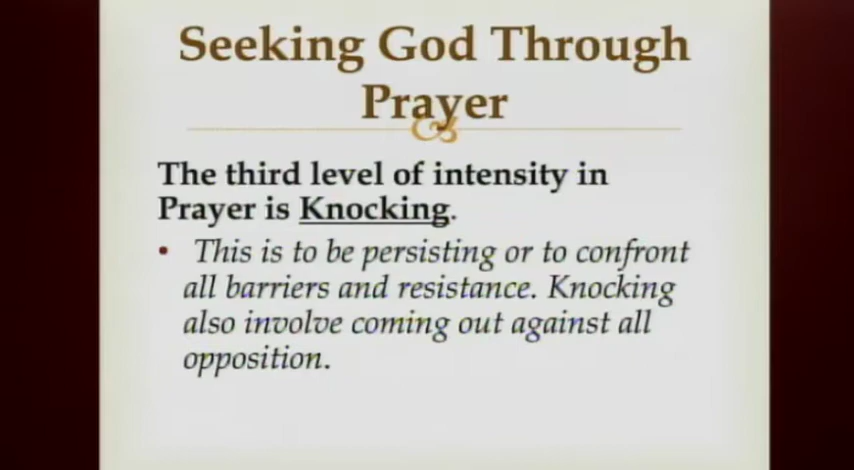 Seeking God Through
Prayer
The third level of intensity in
Prayer is Knocking.
• This is to be persisting or to confront
all barriers and resistance. Knocking
also involve coming out against all
opposition.